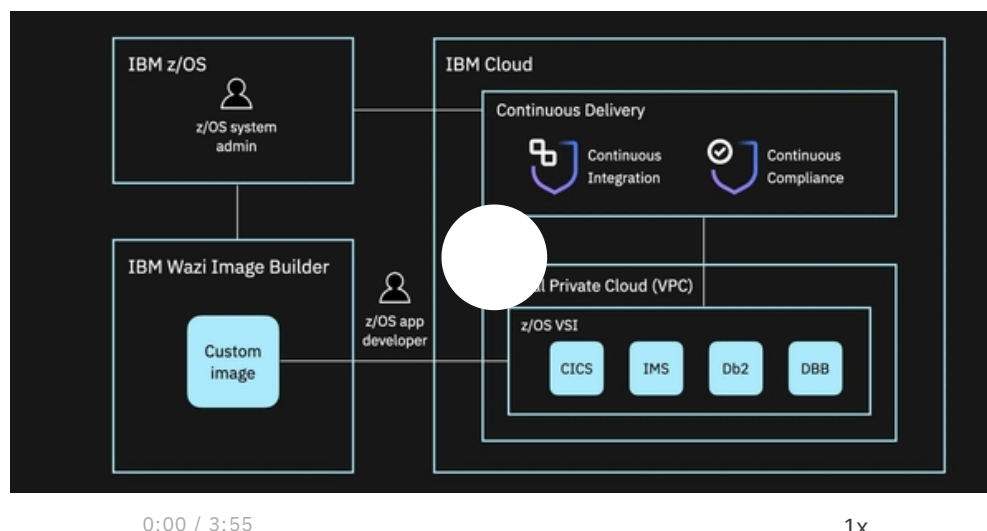 IBM z/OS
z/OS system
admin
IBM Cloud
Continuous Delivery
Continuous
Integration
Continuous
Compliance
IBM Wazi Image Builder
Custom
image
z/OS app
developer
Private Cloud (VPC)
z/OS VSI
CICS
IMS
Db2
DBB
0:00 / 3:55
1x